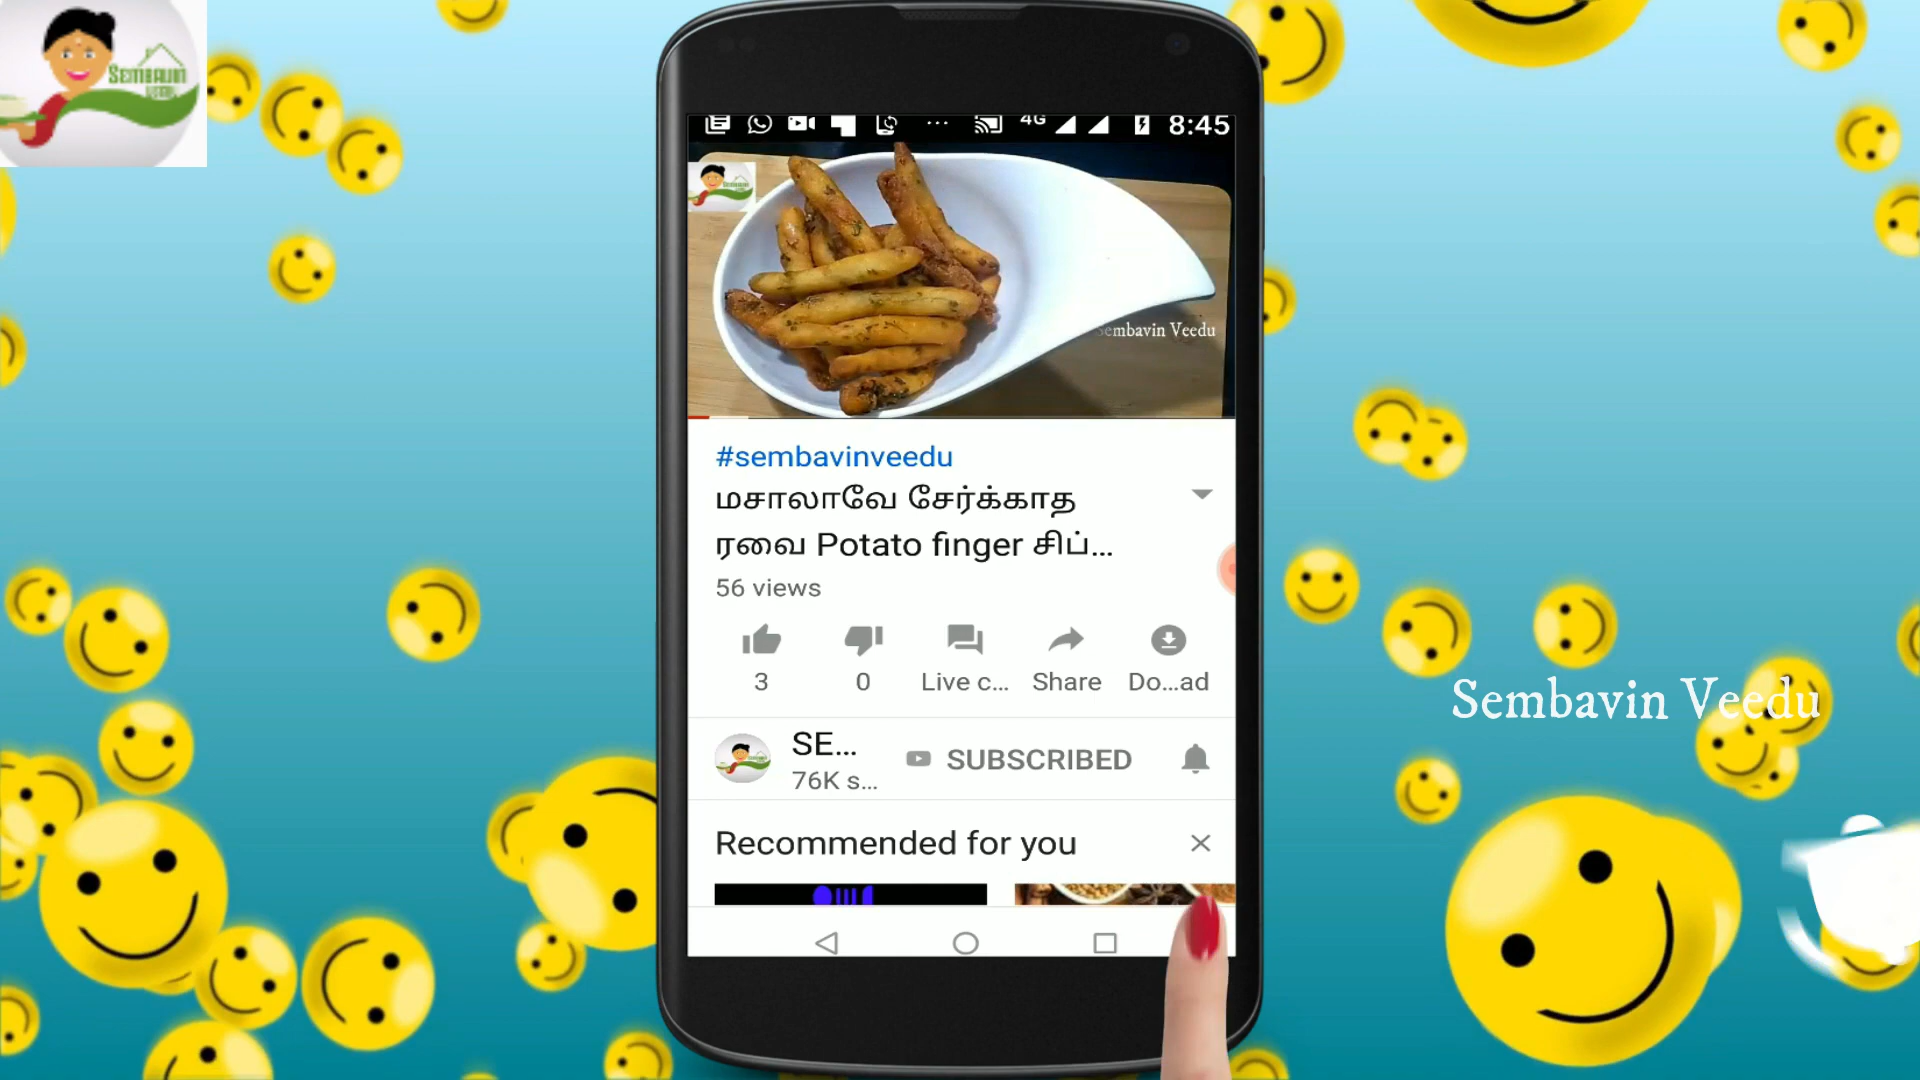 SEMBAVIN
8:45
4G
Sembavin Veedu
#sembavinveedu
மசாலாவே சேர்க்காத
ரவை Potato finger சிப்...
56 views
3
0
Live c...
Share
Do...ad
SE...
76K s...
SUBSCRIBED
Recommended for you
Sembavin Veedu